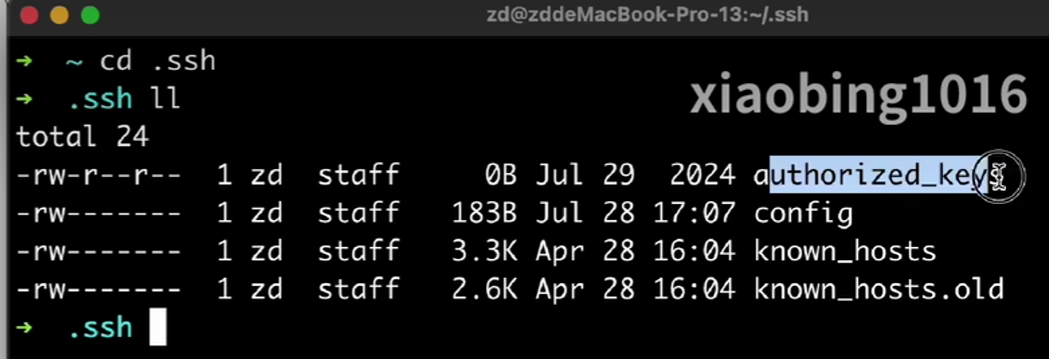 zd@zddeMacBook-Pro-13:~/.ssh
➜ ~ cd .ssh
➜ .ssh ll
xiaobing1016
total 24
-rw-r--r-- 1 zd staff 0B Jul 29 2024 authorized_keys
-rw------- 1 zd staff 183B Jul 28 17:07 config
-rw------- 1 zd staff 3.3K Apr 28 16:04 known_hosts
-rw------- 1 zd staff 2.6K Apr 28 16:04 known_hosts.old
➜ .ssh